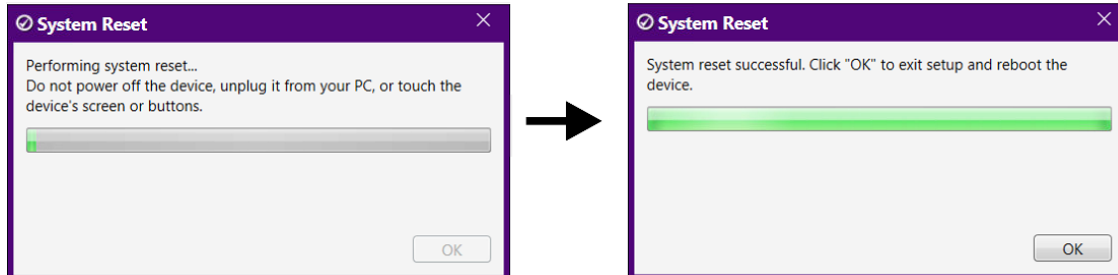 System Reset
Performing system reset...
Do not power off the device, unplug it from your PC, or touch the
device's screen or buttons.
OK
System Reset
System reset successful. Click "OK" to exit setup and reboot the
device.
OK